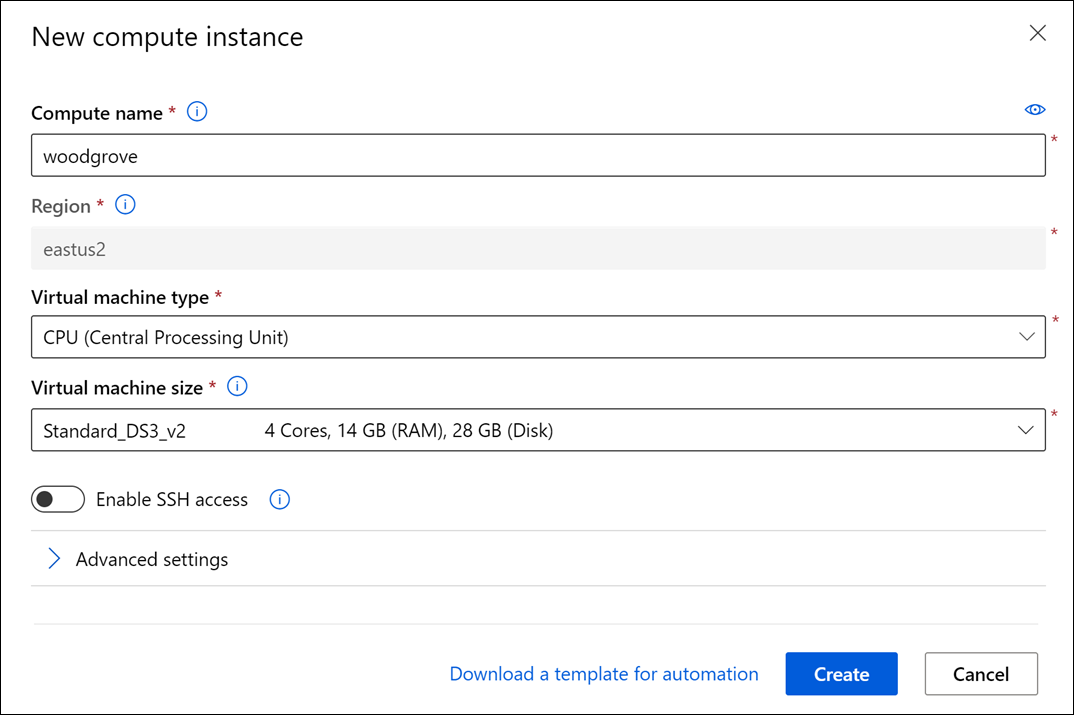 New compute instance
Compute name *
woodgrove
*
Region *
eastus2
*
Virtual machine type *
CPU (Central Processing Unit)
*
Virtual machine size *
Standard_DS3_v2 4 Cores, 14 GB (RAM), 28 GB (Disk)
*
Enable SSH access
Advanced settings
Download a template for automation Create Cancel